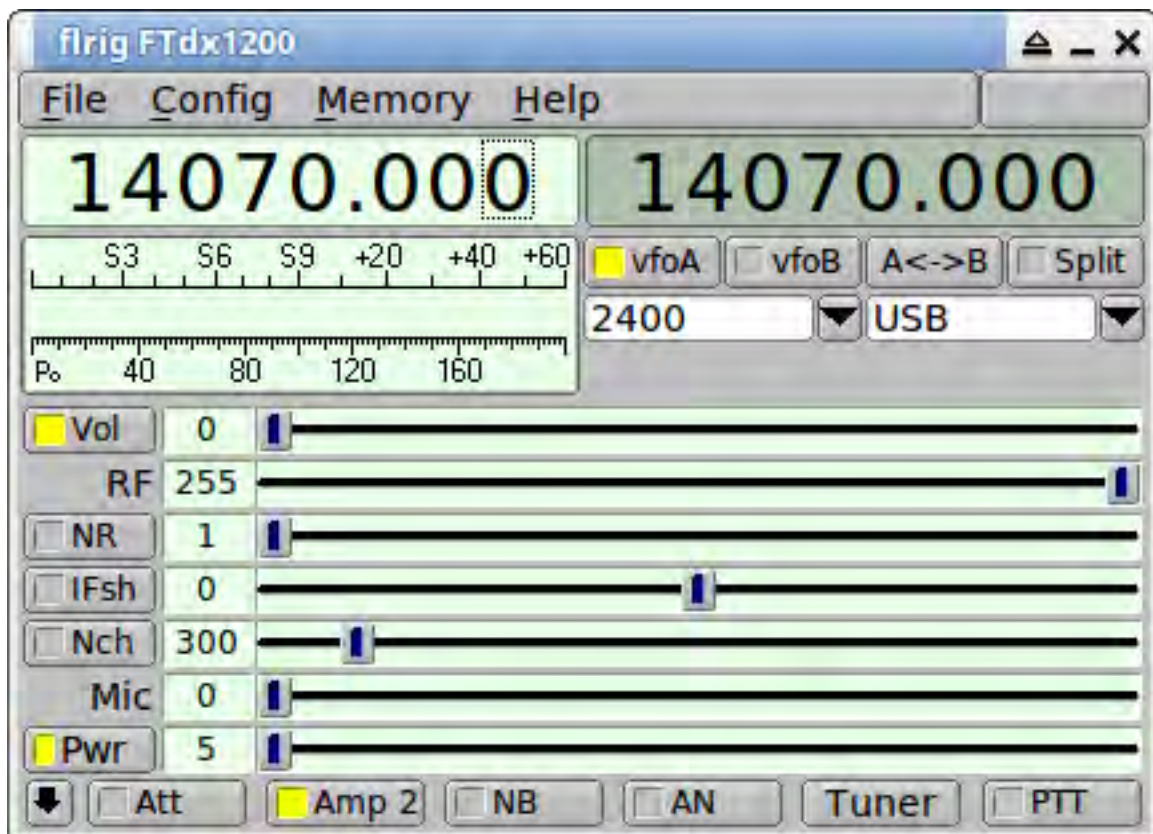 flrig FTdx1200
File Config Memory Help
14070.000 14070.000
S3 S6 S9 +20 +40 +60
vfoA vfoB A<->B Split
2400 USB
Po 40 80 120 160
Vol 0
RF 255
NR 1
IFsh 0
Nch 300
Mic 0
Pwr 5
Att Amp 2 NB AN Tuner PTT